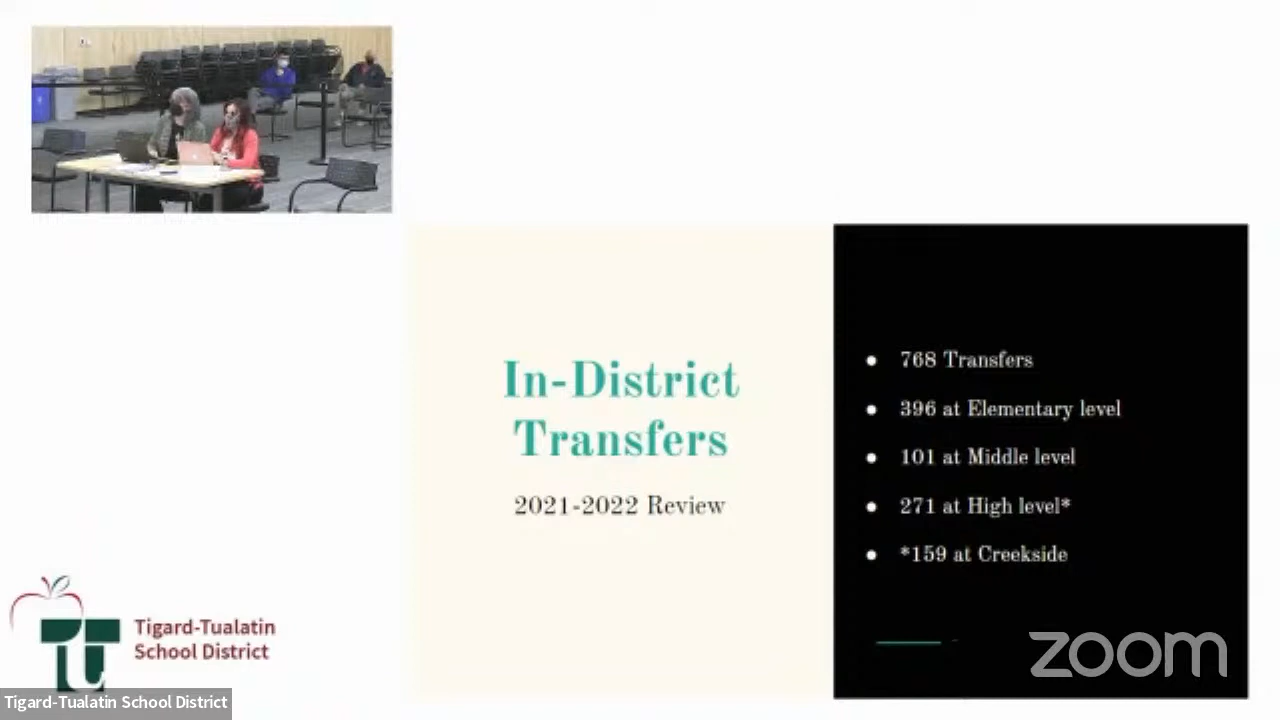 In-District
Transfers
2021-2022 Review
● 768 Transfers
● 396 at Elementary level
● 101 at Middle level
● 271 at High level*
● *159 at Creekside
Tigard-Tualatin
School District
Tigard-Tualatin School District
zoom